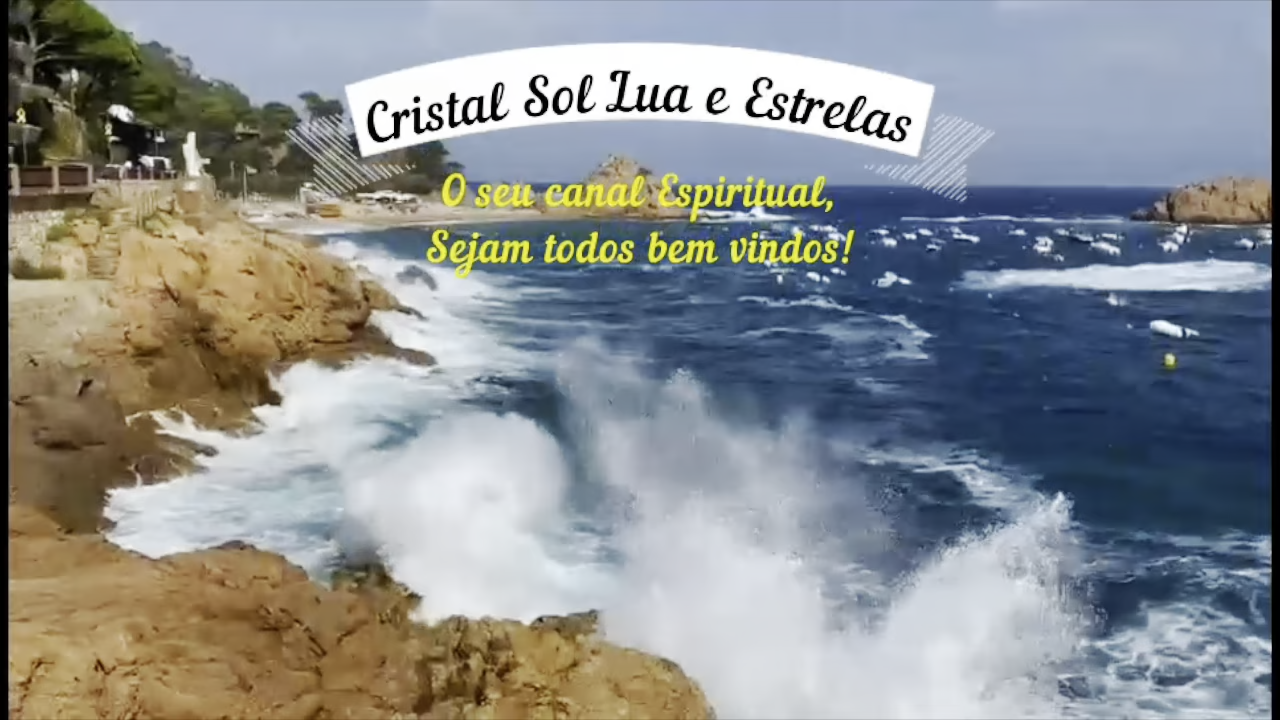 Cristal Sol Lua e Estrelas
O seu canal Espiritual,
Sejam todos bem vindos!